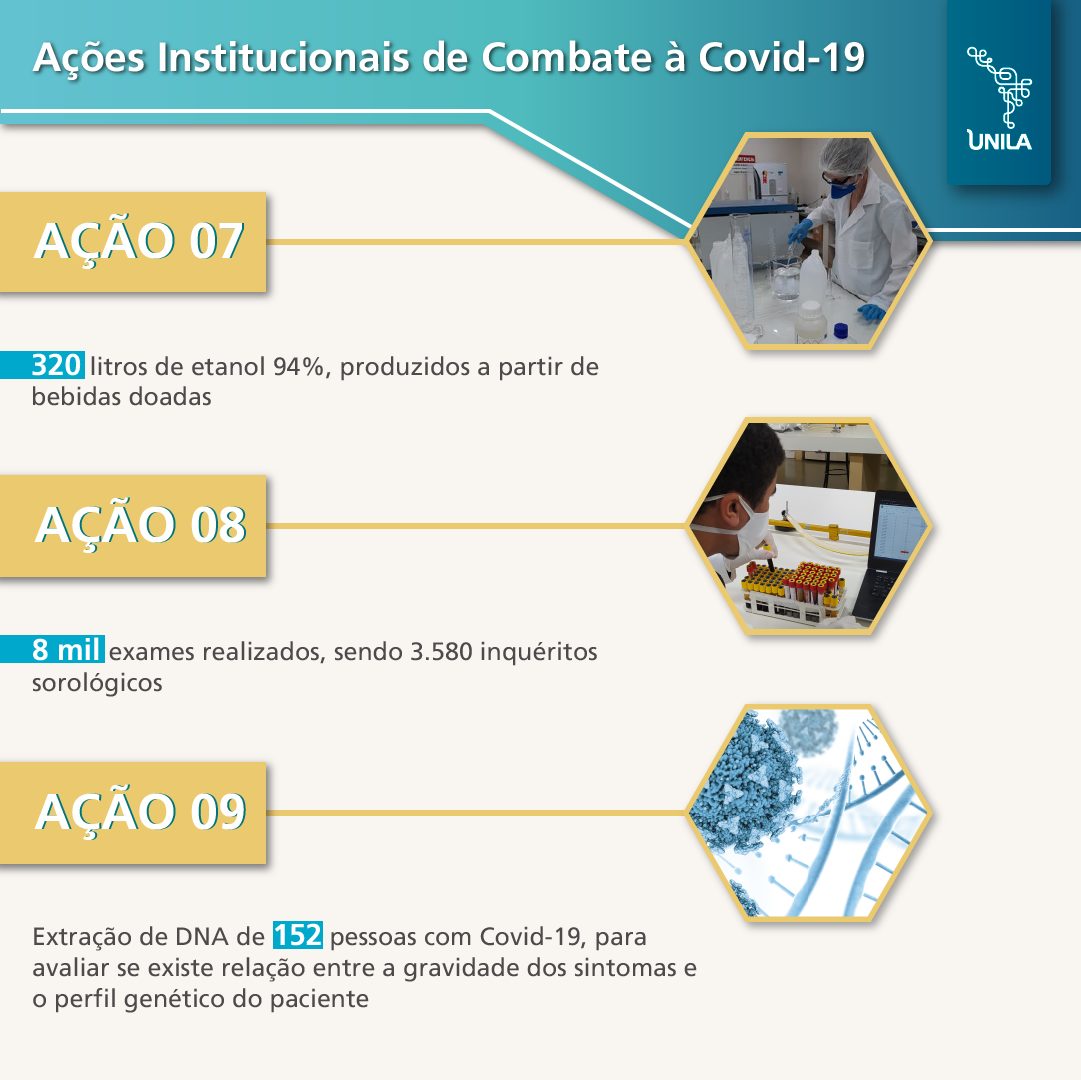 Ações Institucionais de Combate à Covid-19
UNILA
AÇÃO 07
320 litros de etanol 94%, produzidos a partir de
bebidas doadas
AÇÃO 08
8 mil exames realizados, sendo 3.580 inquéritos
sorológicos
AÇÃO 09
Extração de DNA de 152 pessoas com Covid-19, para
avaliar se existe relação entre a gravidade dos sintomas e
o perfil genético do paciente